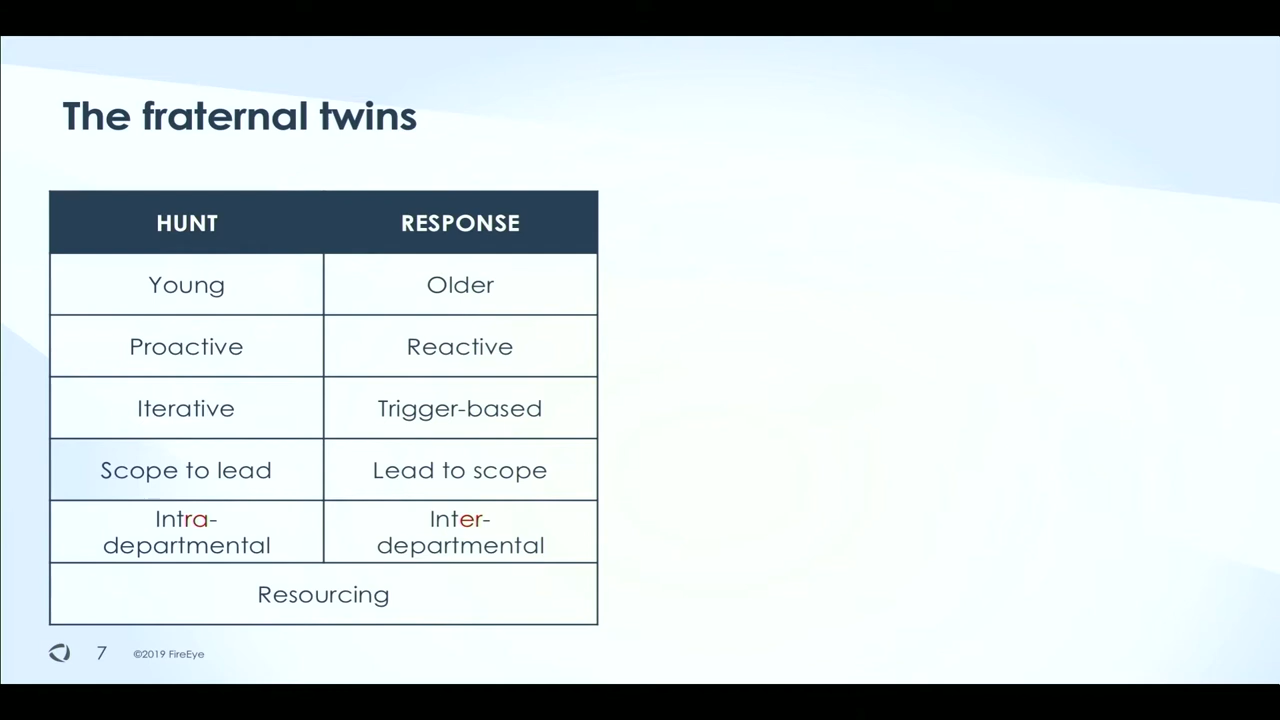 The fraternal twins
HUNT RESPONSE
Young Older
Proactive Reactive
Iterative Trigger-based
Scope to lead Lead to scope
Intra- Inter-
departmental departmental
Resourcing
7 ©2019 FireEye